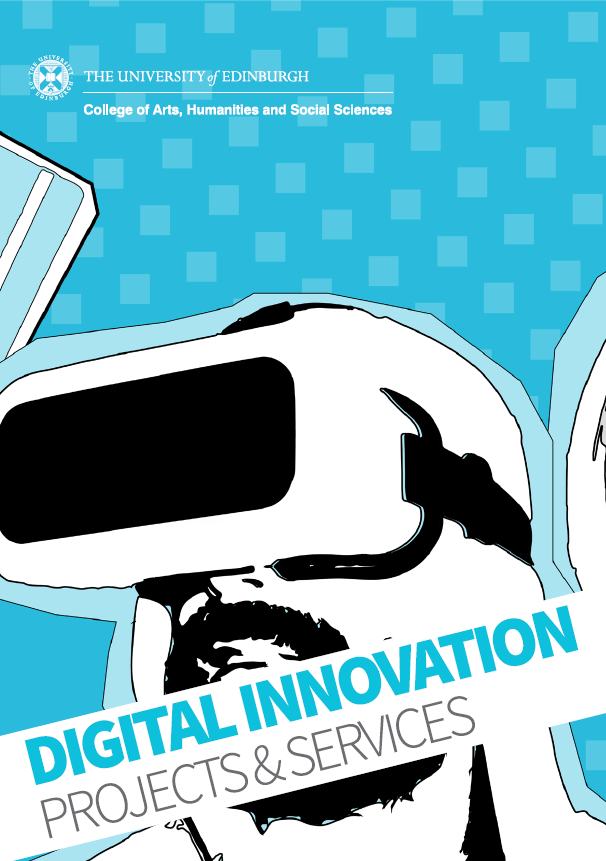 THE UNIVERSITY of EDINBURGH
College of Arts, Humanities and Social Sciences
DIGITAL INNOVATION
PROJECTS & SERVICES